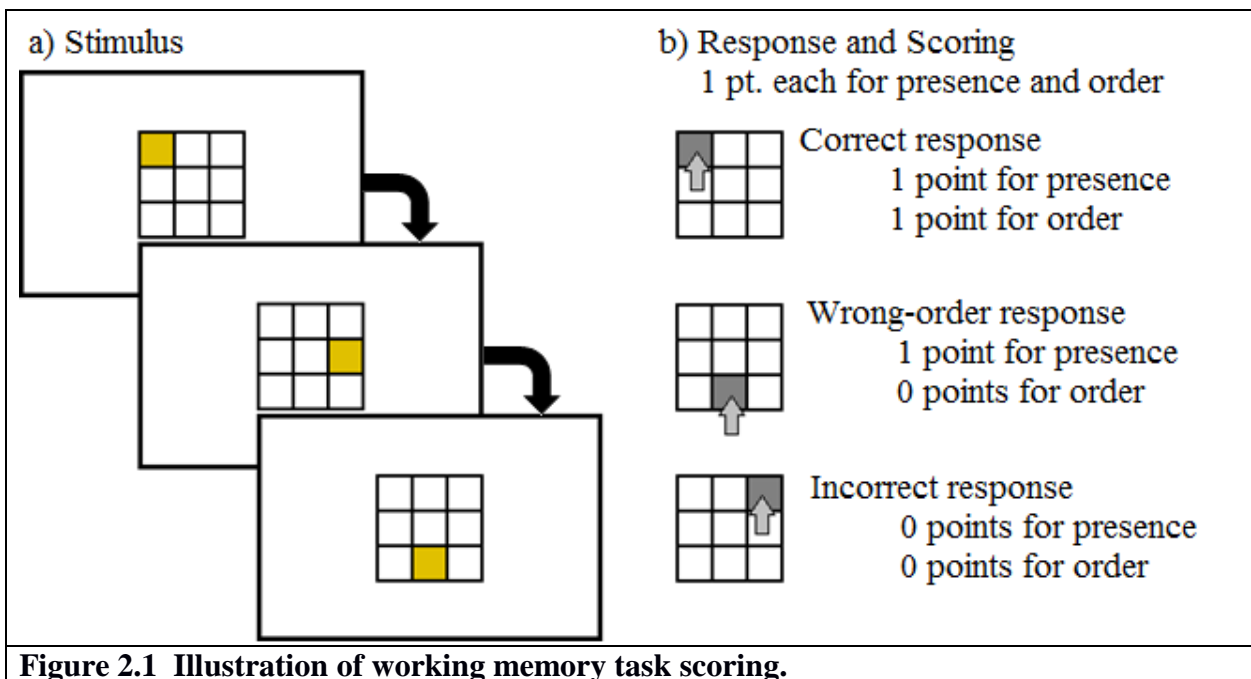 a) Stimulus
b) Response and Scoring
1 pt. each for presence and order
Correct response
1 point for presence
1 point for order
Wrong-order response
1 point for presence
0 points for order
Incorrect response
0 points for presence
0 points for order
Figure 2.1  Illustration of working memory task scoring.